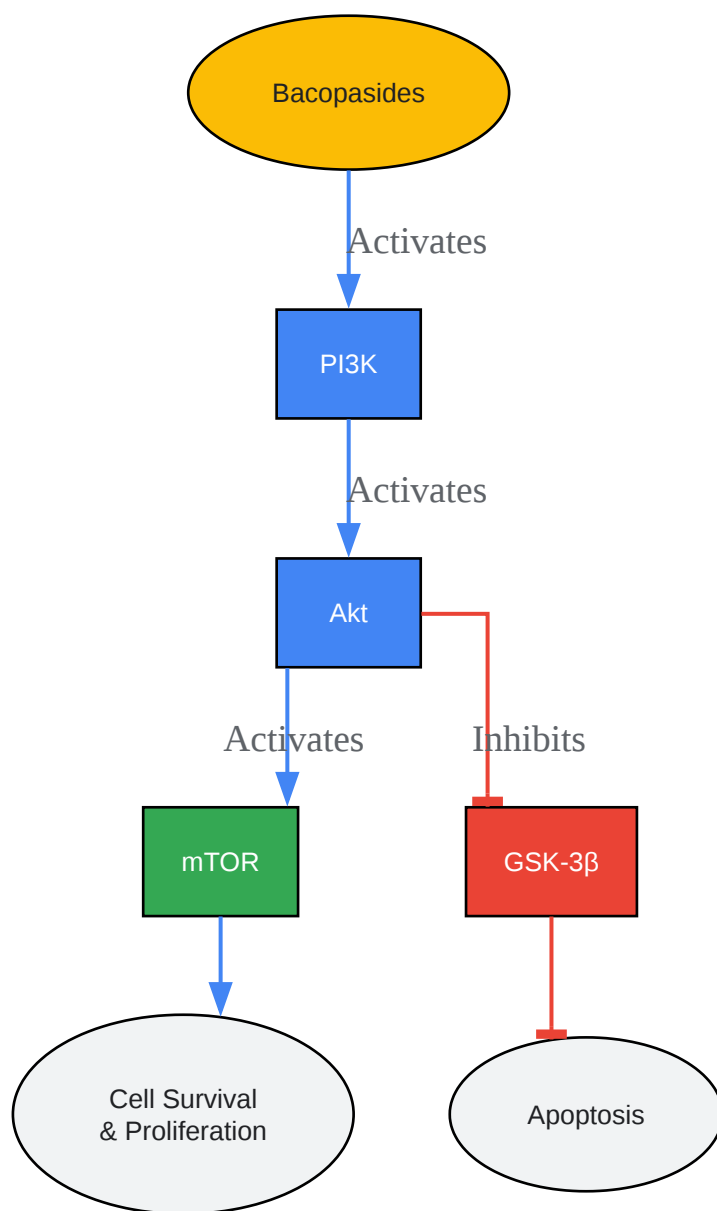 Bacopasides
Activates
PI3K
Activates
Akt
Activates
Inhibits
mTOR
GSK-3β
Cell Survival
& Proliferation
Apoptosis